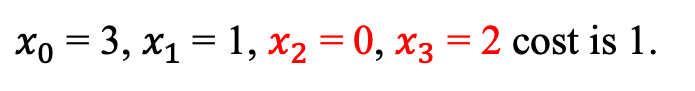 x₀ = 3, x₁ = 1, x₂ = 0, x₃ = 2 cost is 1.